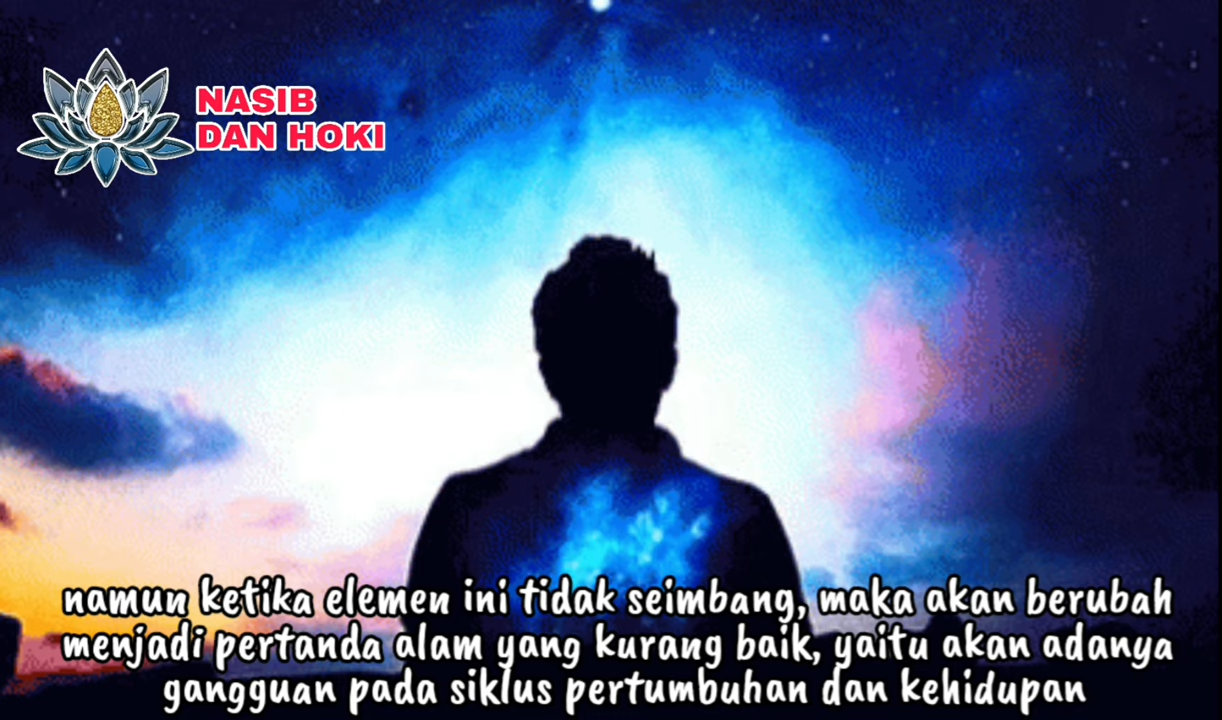 NASIB
DAN HOKI
namun ketika elemen ini tidak seimbang, maka akan berubah
menjadi pertanda alam yang kurang baik, yaitu akan adanya
gangguan pada siklus pertumbuhan dan kehidupan